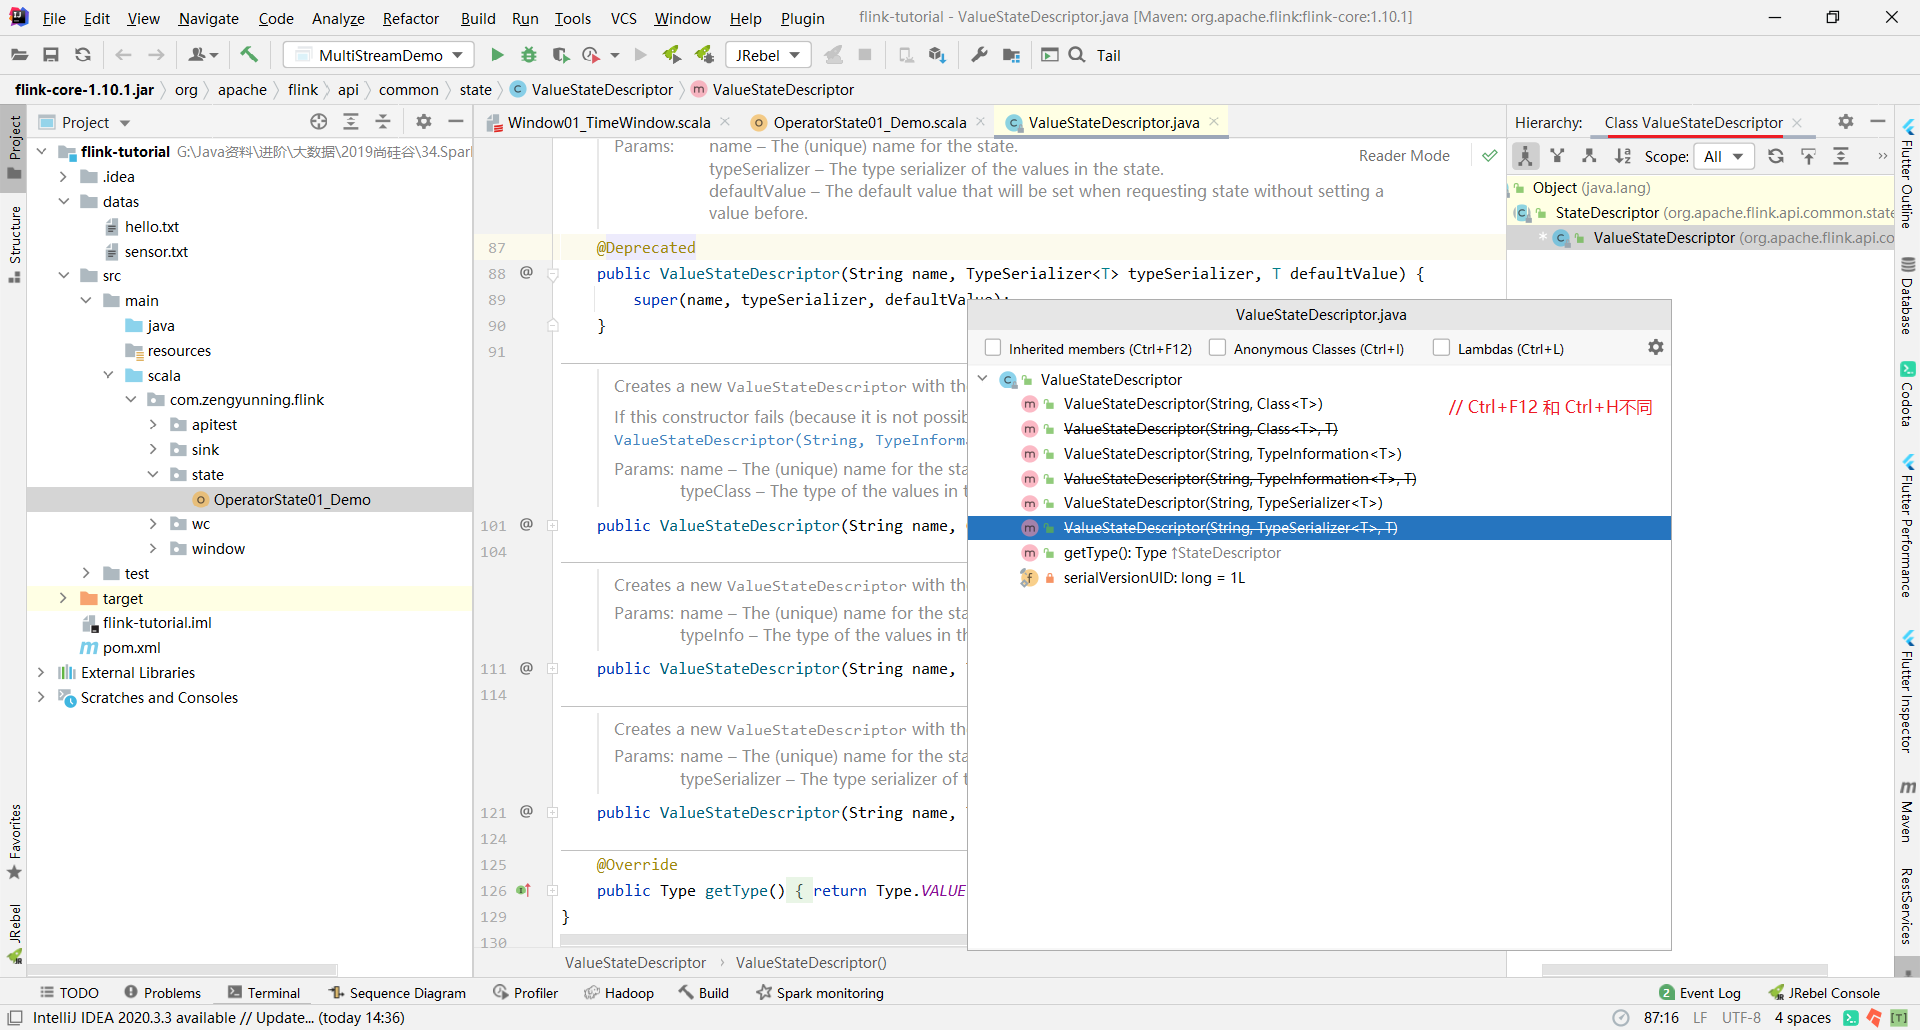 File Edit View Navigate Code Analyze Refactor Build Run Tools VCS Window Help Plugin flink-tutorial - ValueStateDescriptor.java [Maven: org.apache.flink:flink-core:1.10.1]
MultiStreamDemo JRebel Tail
flink-core-1.10.1.jar org apache flink api common state ValueStateDescriptor ValueStateDescriptor
Project
Structure
Favorites
JRebel
Project
flink-tutorial G:\Java资料\进阶\大数据\2019尚硅谷\34.Spar
.idea
datas
hello.txt
sensor.txt
src
main
java
resources
scala
com.zengyunning.flink
apitest
sink
state
OperatorState01_Demo
wc
window
test
target
flink-tutorial.iml
pom.xml
External Libraries
Scratches and Consoles
Window01_TimeWindow.scala OperatorState01_Demo.scala ValueStateDescriptor.java
Reader Mode
Params: name – The (unique) name for the state.
typeSerializer – The type serializer of the values in the state.
defaultValue – The default value that will be set when requesting state without setting a
value before.
87 @Deprecated
88 @ public ValueStateDescriptor(String name, TypeSerializer<T> typeSerializer, T defaultValue) {
89 super(name, typeSerializer, defaultValue);
90 }
91
Creates a new ValueStateDescriptor with th
If this constructor fails (because it is not possib
ValueStateDescriptor(String, TypeInforma
Params: name – The (unique) name for the sta
typeClass – The type of the values in t
101 @ public ValueStateDescriptor(String name,
104
Creates a new ValueStateDescriptor with th
Params: name – The (unique) name for the sta
typeInfo – The type of the values in th
111 @ public ValueStateDescriptor(String name,
114
Creates a new ValueStateDescriptor with th
Params: name – The (unique) name for the sta
typeSerializer – The type serializer of t
121 @ public ValueStateDescriptor(String name,
124
125 @Override
126 public Type getType() { return Type.VALUE
129 }
130
ValueStateDescriptor › ValueStateDescriptor()
ValueStateDescriptor.java
Inherited members (Ctrl+F12) Anonymous Classes (Ctrl+I) Lambdas (Ctrl+L)
ValueStateDescriptor
ValueStateDescriptor(String, Class<T>)
// Ctrl+F12 和 Ctrl+H不同
ValueStateDescriptor(String, Class<T>, T)
ValueStateDescriptor(String, TypeInformation<T>)
ValueStateDescriptor(String, TypeInformation<T>, T)
ValueStateDescriptor(String, TypeSerializer<T>)
ValueStateDescriptor(String, TypeSerializer<T>, T)
getType(): Type ↑StateDescriptor
serialVersionUID: long = 1L
Hierarchy: Class ValueStateDescriptor
Scope: All
Object (java.lang)
StateDescriptor (org.apache.flink.api.common.state
* ValueStateDescriptor (org.apache.flink.api.co
Flutter Outline
Database
Codota
Flutter Performance
Flutter Inspector
Maven
RestServices
TODO Problems Terminal Sequence Diagram Profiler Hadoop Build Spark monitoring 2 Event Log JRebel Console
IntelliJ IDEA 2020.3.3 available // Update... (today 14:36) 87:16 LF UTF-8 4 spaces [T]